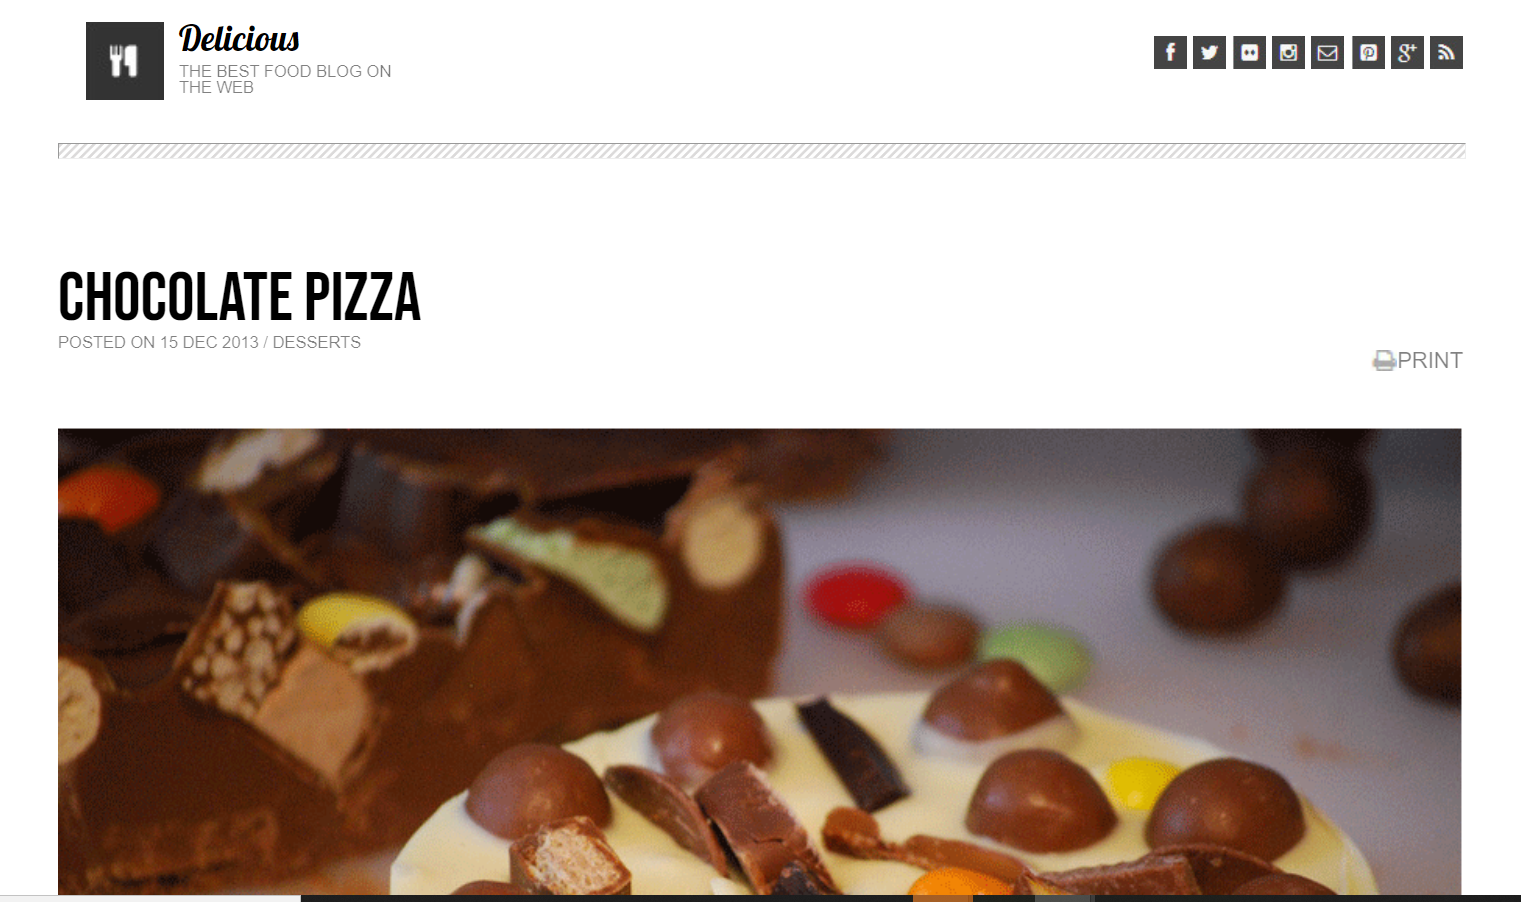 Delicious
THE BEST FOOD BLOG ON
THE WEB
CHOCOLATE PIZZA
POSTED ON 15 DEC 2013 / DESSERTS
PRINT